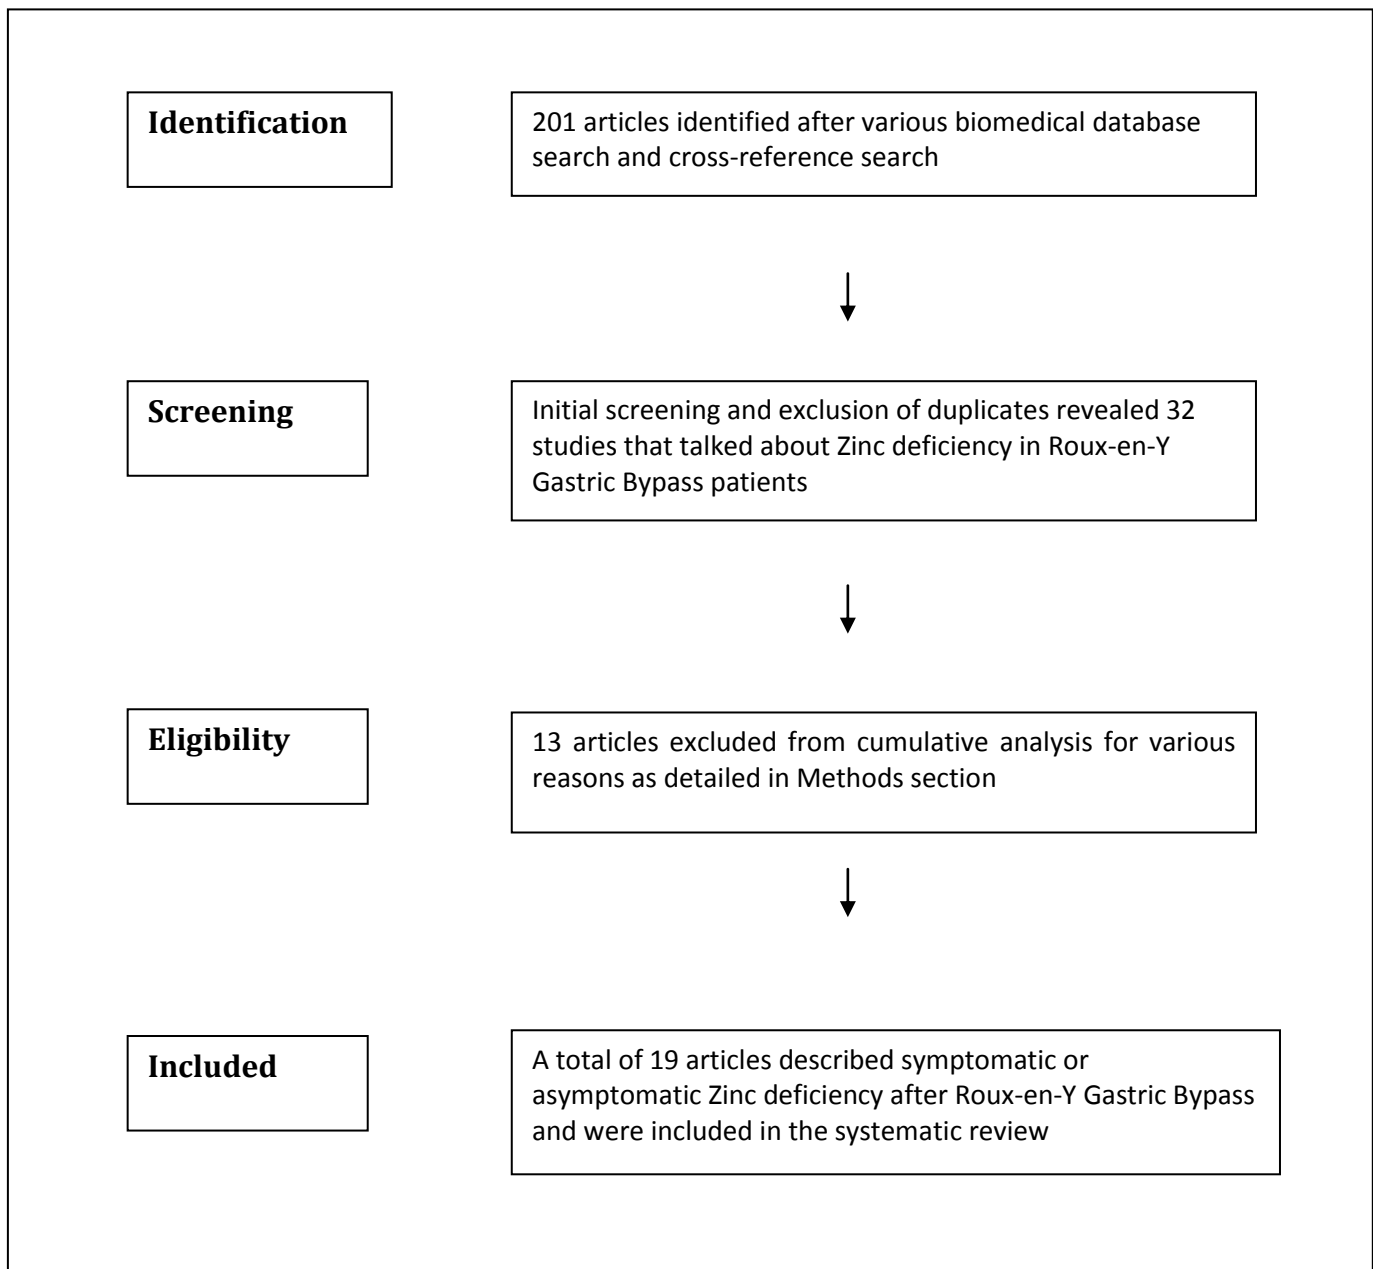 Identification
201 articles identified after various biomedical database
search and cross-reference search
Screening
Initial screening and exclusion of duplicates revealed 32
studies that talked about Zinc deficiency in Roux-en-Y
Gastric Bypass patients
Eligibility
13 articles excluded from cumulative analysis for various
reasons as detailed in Methods section
Included
A total of 19 articles described symptomatic or
asymptomatic Zinc deficiency after Roux-en-Y Gastric Bypass
and were included in the systematic review